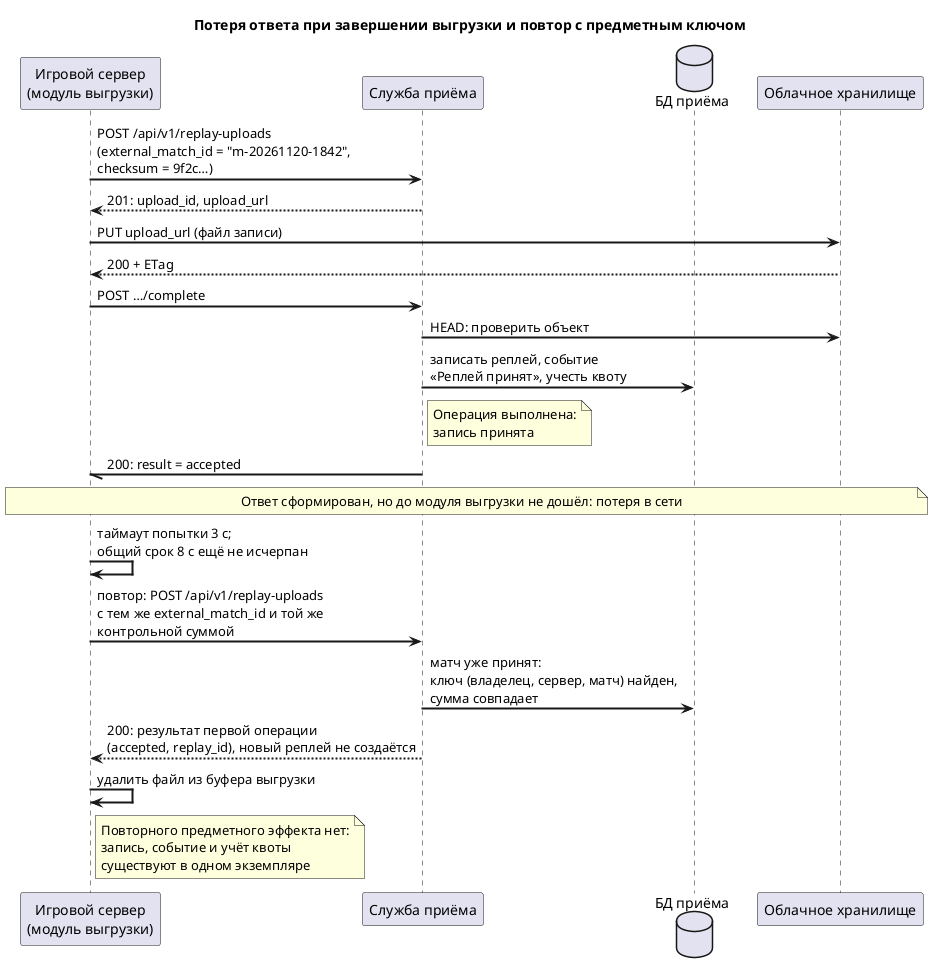 Потеря ответа при завершении выгрузки и повтор с предметным ключом
Игровой сервер
(модуль выгрузки)
Служба приёма
БД приёма
Облачное хранилище
POST /api/v1/replay-uploads
(external_match_id = "m-20261120-1842",
checksum = 9f2c...)
201: upload_id, upload_url
PUT upload_url (файл записи)
200 + ETag
POST .../complete
HEAD: проверить объект
записать реплей, событие
«Реплей принят», учесть квоту
Операция выполнена:
запись принята
200: result = accepted
Ответ сформирован, но до модуля выгрузки не дошёл: потеря в сети
таймаут попытки 3 с;
общий срок 8 с ещё не исчерпан
повтор: POST /api/v1/replay-uploads
с тем же external_match_id и той же
контрольной суммой
матч уже принят:
ключ (владелец, сервер, матч) найден,
сумма совпадает
200: результат первой операции
(accepted, replay_id), новый реплей не создаётся
удалить файл из буфера выгрузки
Повторного предметного эффекта нет:
запись, событие и учёт квоты
существуют в одном экземпляре
Игровой сервер
(модуль выгрузки)
Служба приёма
БД приёма
Облачное хранилище